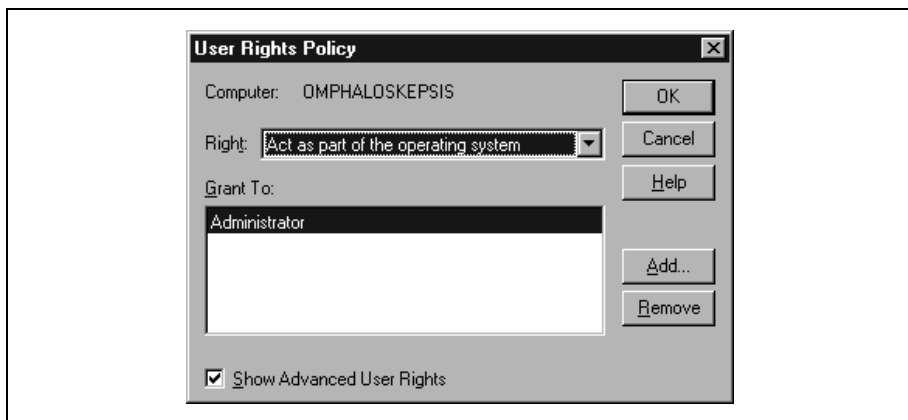 User Rights Policy
Computer: OMPHALOSKEPSIS
OK
Right: Act as part of the operating system
Cancel
Grant To:
Help
Administrator
Add...
Remove
Show Advanced User Rights